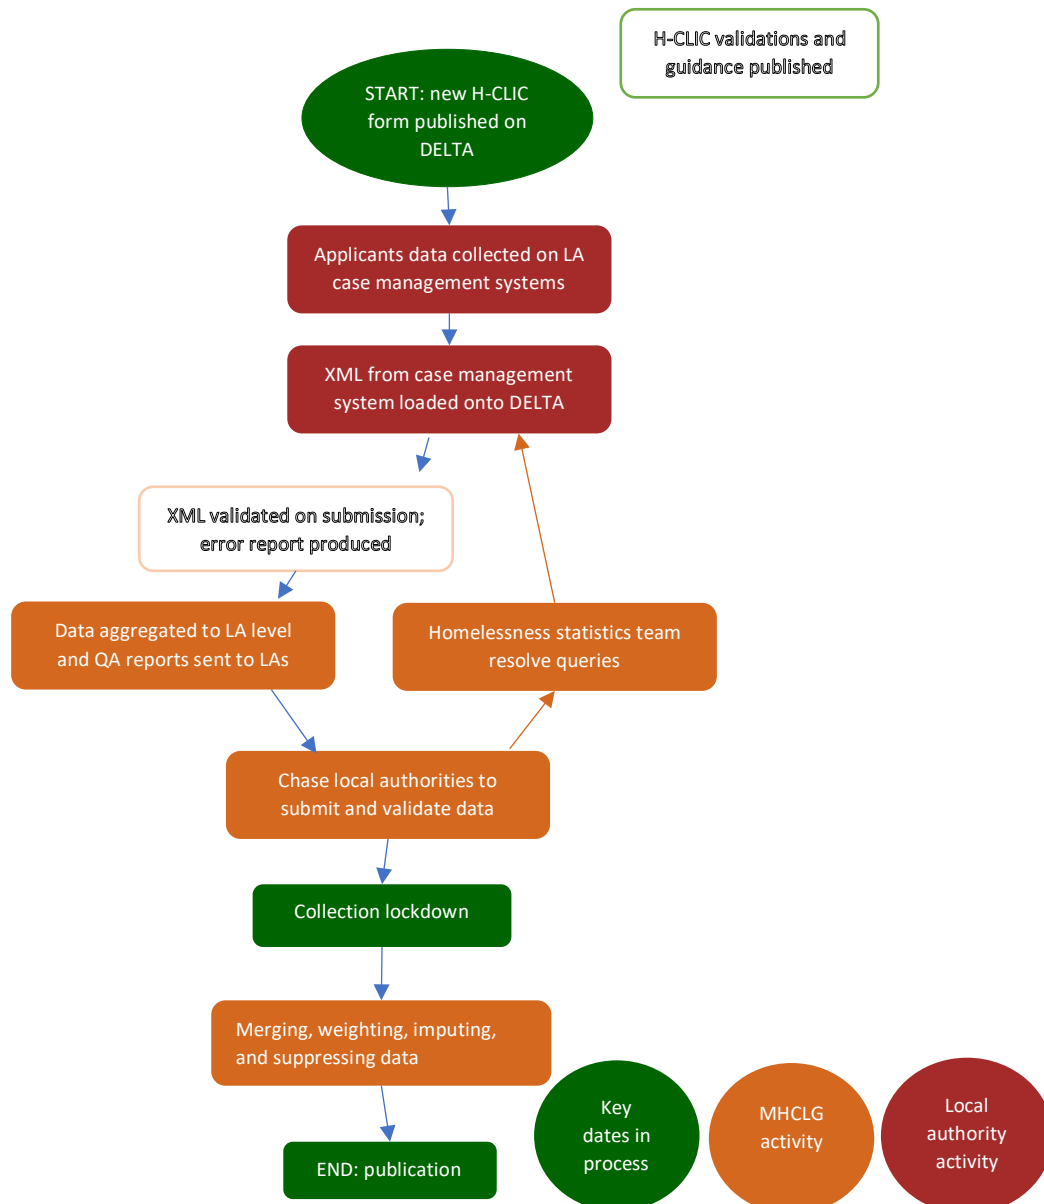 H-CLIC validations and
guidance published
START: new H-CLIC
form published on
DELTA
Applicants data collected on LA
case management systems
XML from case management
system loaded onto DELTA
XML validated on submission;
error report produced
Data aggregated to LA level
and QA reports sent to LAs
Homelessness statistics team
resolve queries
Chase local authorities to
submit and validate data
Collection lockdown
Merging, weighting, imputing,
and suppressing data
END: publication
Key
dates in
process
MHCLG
activity
Local
authority
activity